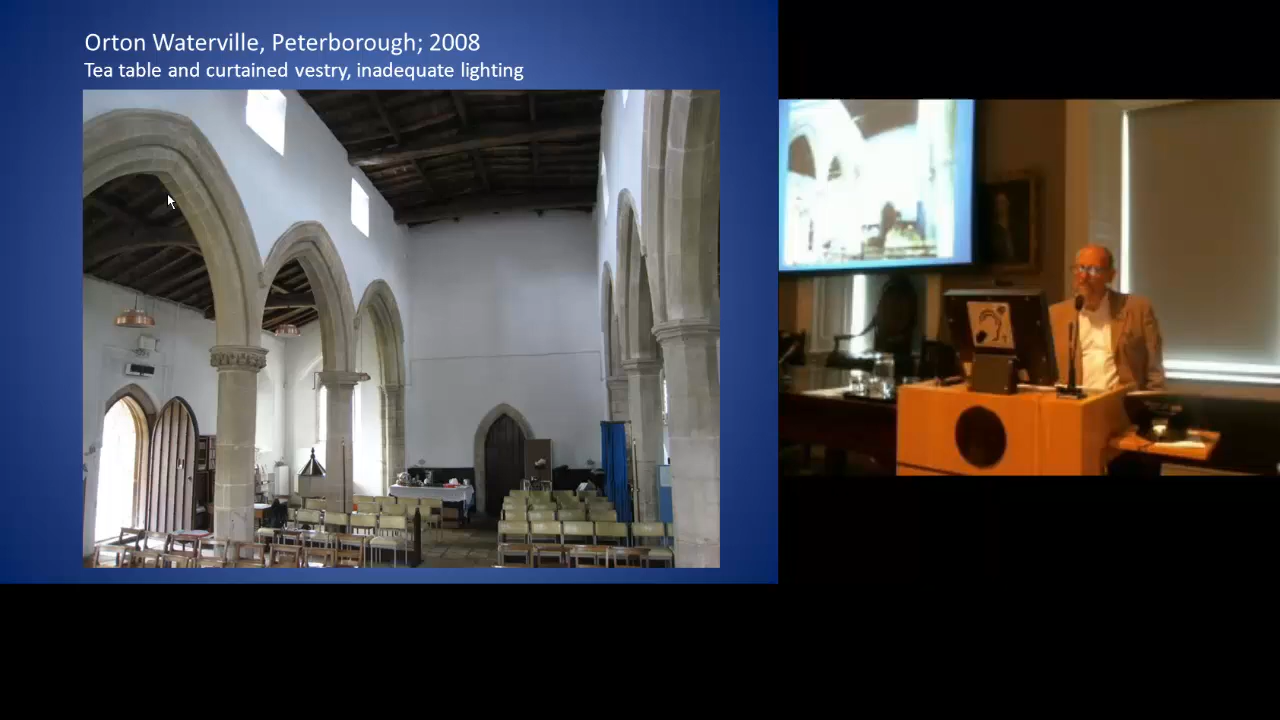 Orton Waterville, Peterborough; 2008
Tea table and curtained vestry, inadequate lighting